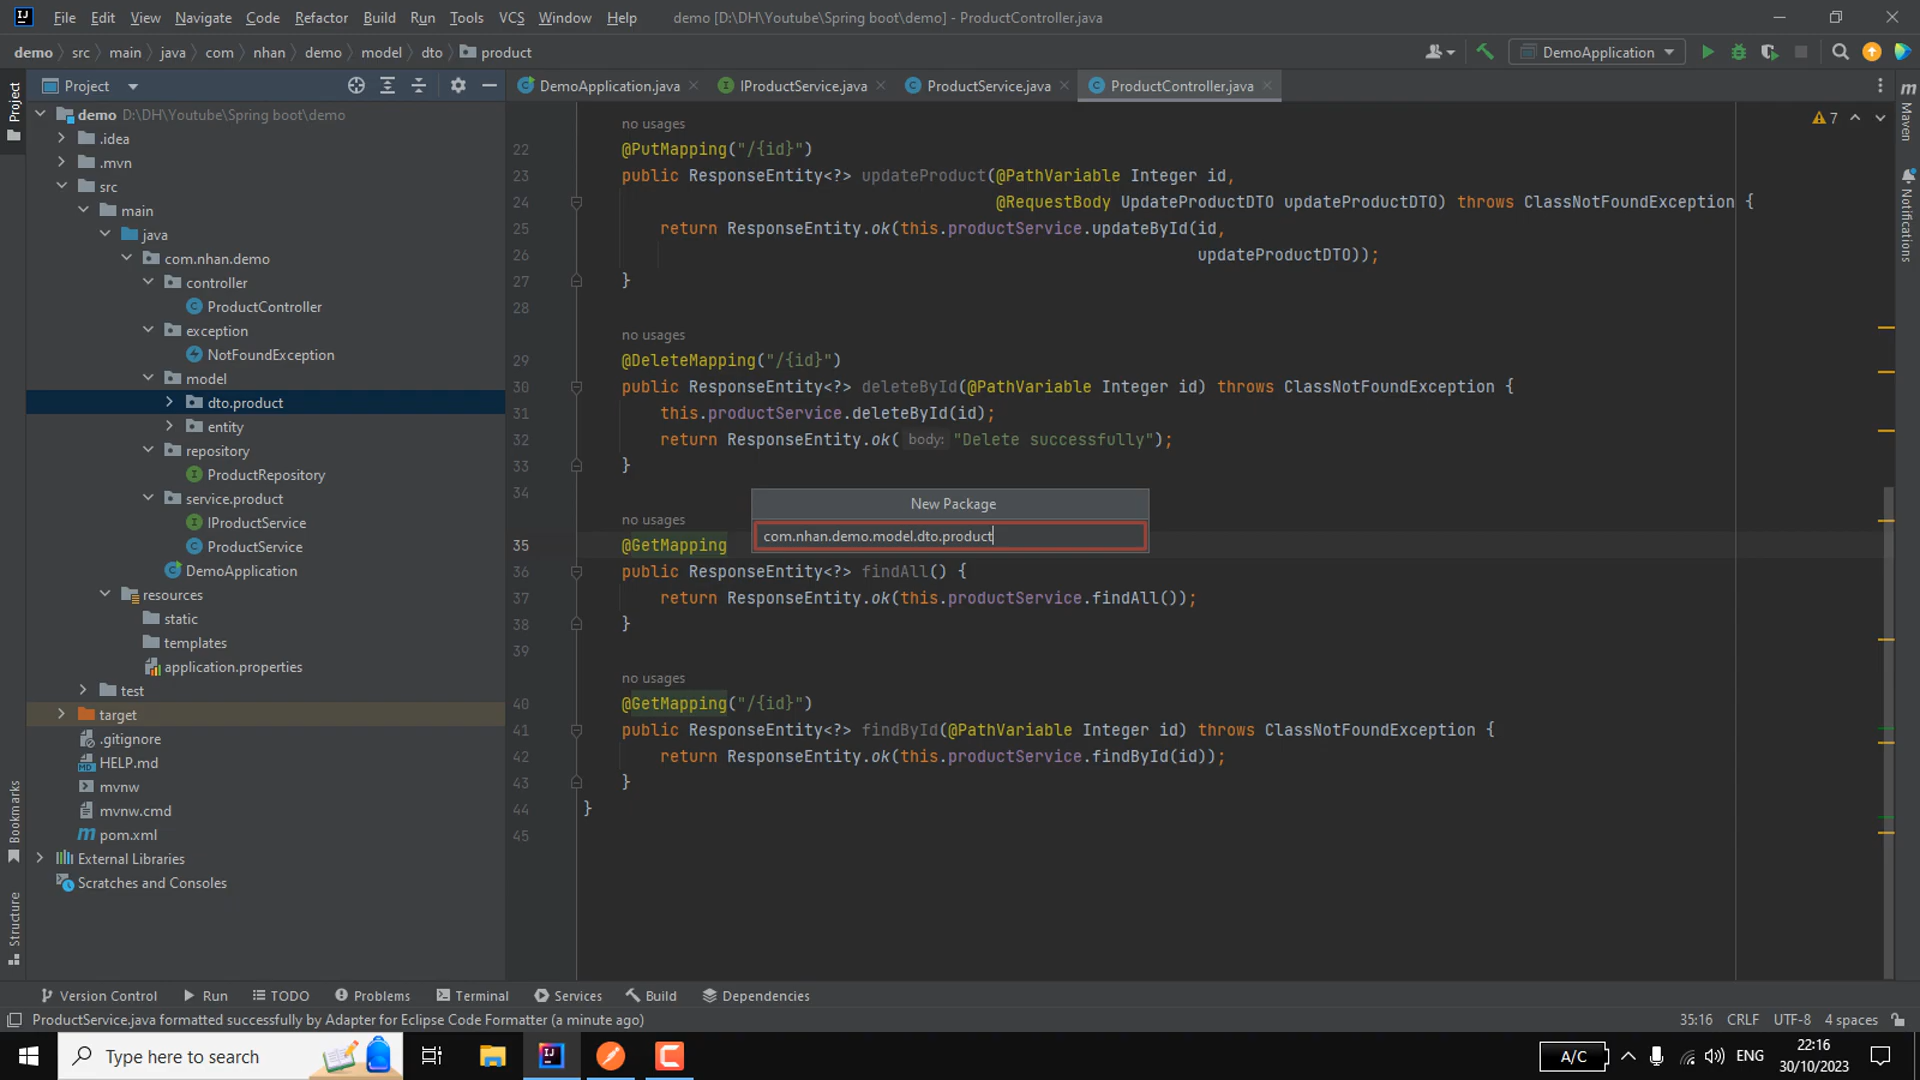 File Edit View Navigate Code Refactor Build Run Tools VCS Window Help demo [D:\DH\Youtube\Spring boot\demo] - ProductController.java
demo src main java com nhan demo model dto product DemoApplication
Project DemoApplication.java IProductService.java ProductService.java ProductController.java
Project
demo D:\DH\Youtube\Spring boot\demo
.idea
.mvn
src
main
java
com.nhan.demo
controller
ProductController
exception
NotFoundException
model
dto.product
entity
repository
ProductRepository
service.product
IProductService
ProductService
DemoApplication
resources
static
templates
application.properties
test
target
.gitignore
HELP.md
mvnw
mvnw.cmd
pom.xml
External Libraries
Scratches and Consoles
Bookmarks
Structure
7
no usages
22 @PutMapping("/{id}")
23 public ResponseEntity<?> updateProduct(@PathVariable Integer id,
24 @RequestBody UpdateProductDTO updateProductDTO) throws ClassNotFoundException {
25 return ResponseEntity.ok(this.productService.updateById(id,
26 updateProductDTO));
27 }
28
no usages
29 @DeleteMapping("/{id}")
30 public ResponseEntity<?> deleteById(@PathVariable Integer id) throws ClassNotFoundException {
31 this.productService.deleteById(id);
32 return ResponseEntity.ok( body: "Delete successfully");
33 }
34
New Package
com.nhan.demo.model.dto.product
no usages
35 @GetMapping
36 public ResponseEntity<?> findAll() {
37 return ResponseEntity.ok(this.productService.findAll());
38 }
39
no usages
40 @GetMapping("/{id}")
41 public ResponseEntity<?> findById(@PathVariable Integer id) throws ClassNotFoundException {
42 return ResponseEntity.ok(this.productService.findById(id));
43 }
44 }
45
m
Maven
Notifications
Version Control Run TODO Problems Terminal Services Build Dependencies
ProductService.java formatted successfully by Adapter for Eclipse Code Formatter (a minute ago) 35:16 CRLF UTF-8 4 spaces
Type here to search A/C ENG 22:16
30/10/2023